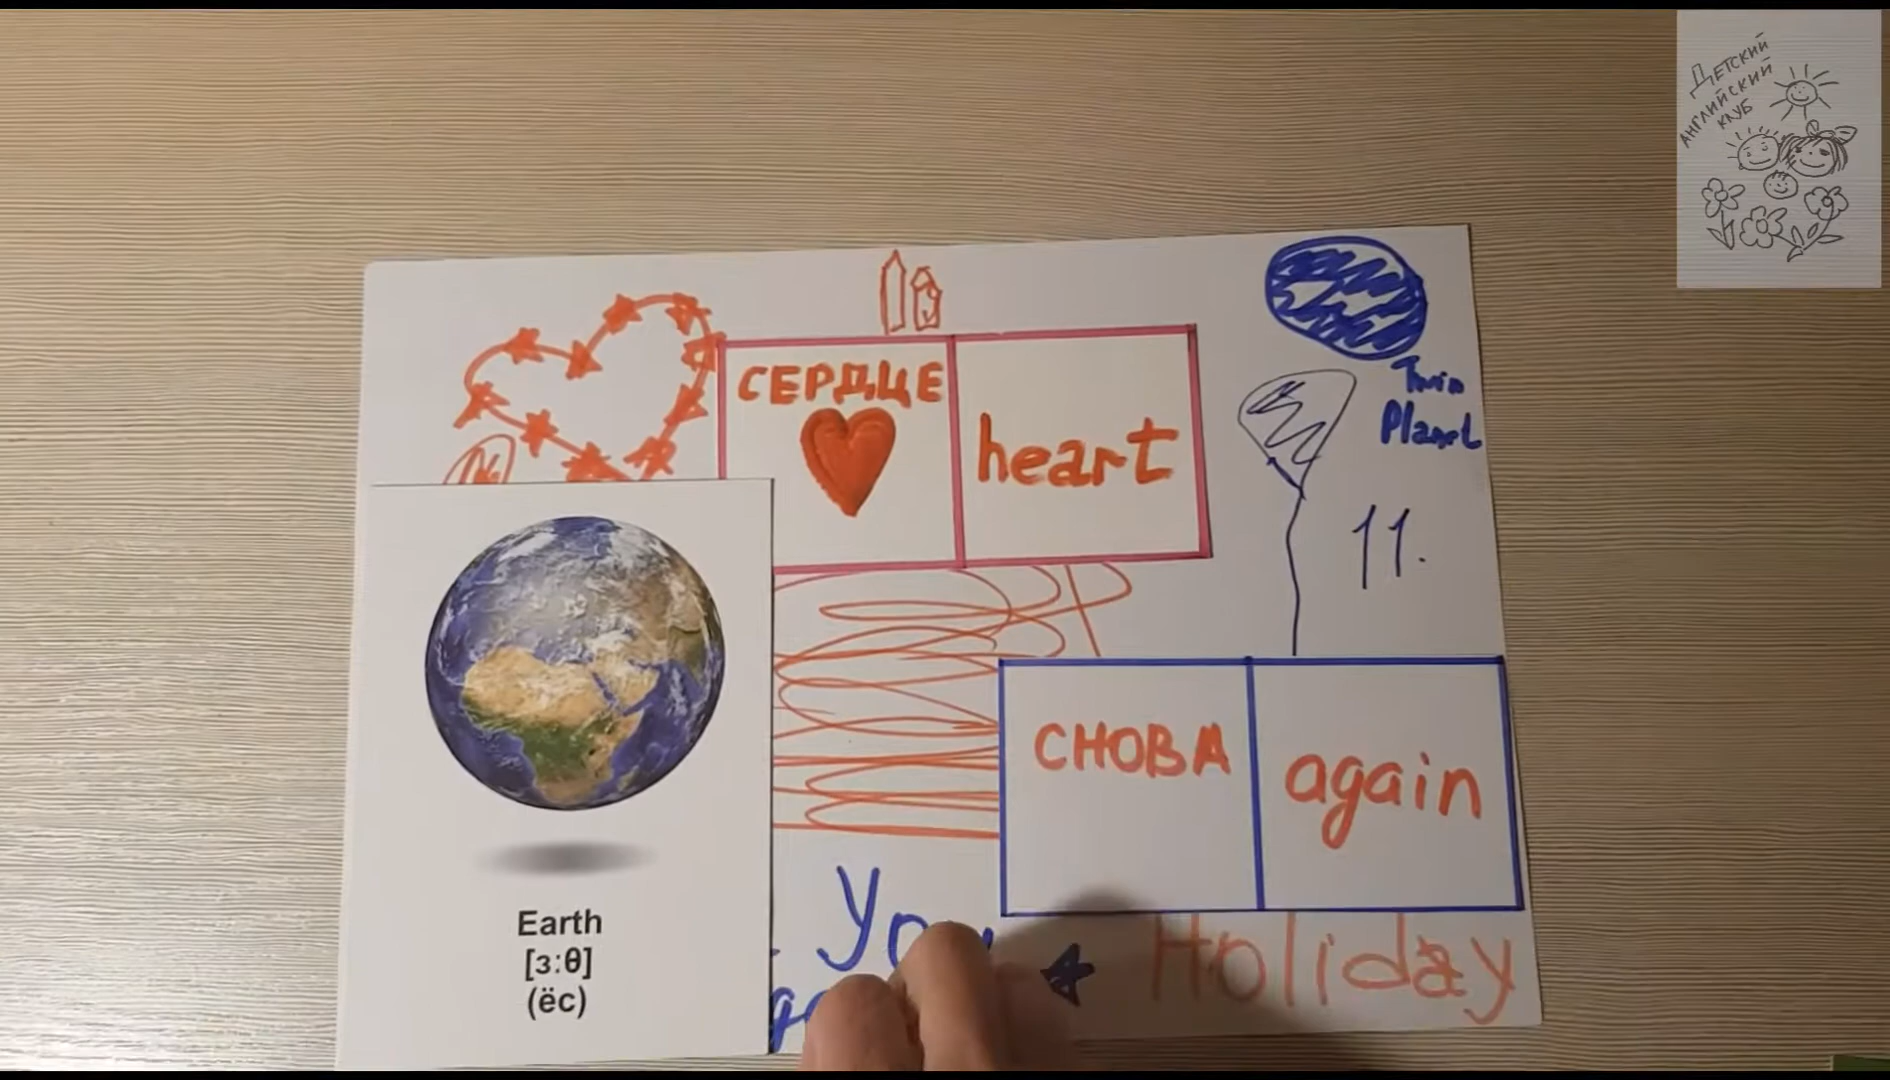 ДЕТСКИЙ
АНГЛИЙСКИЙ
КЛУБ
СЕРДЦЕ
heart
Twin
Planet
11.
СНОВА
again
Earth
[ɜ:θ]
(ёс)
Holiday